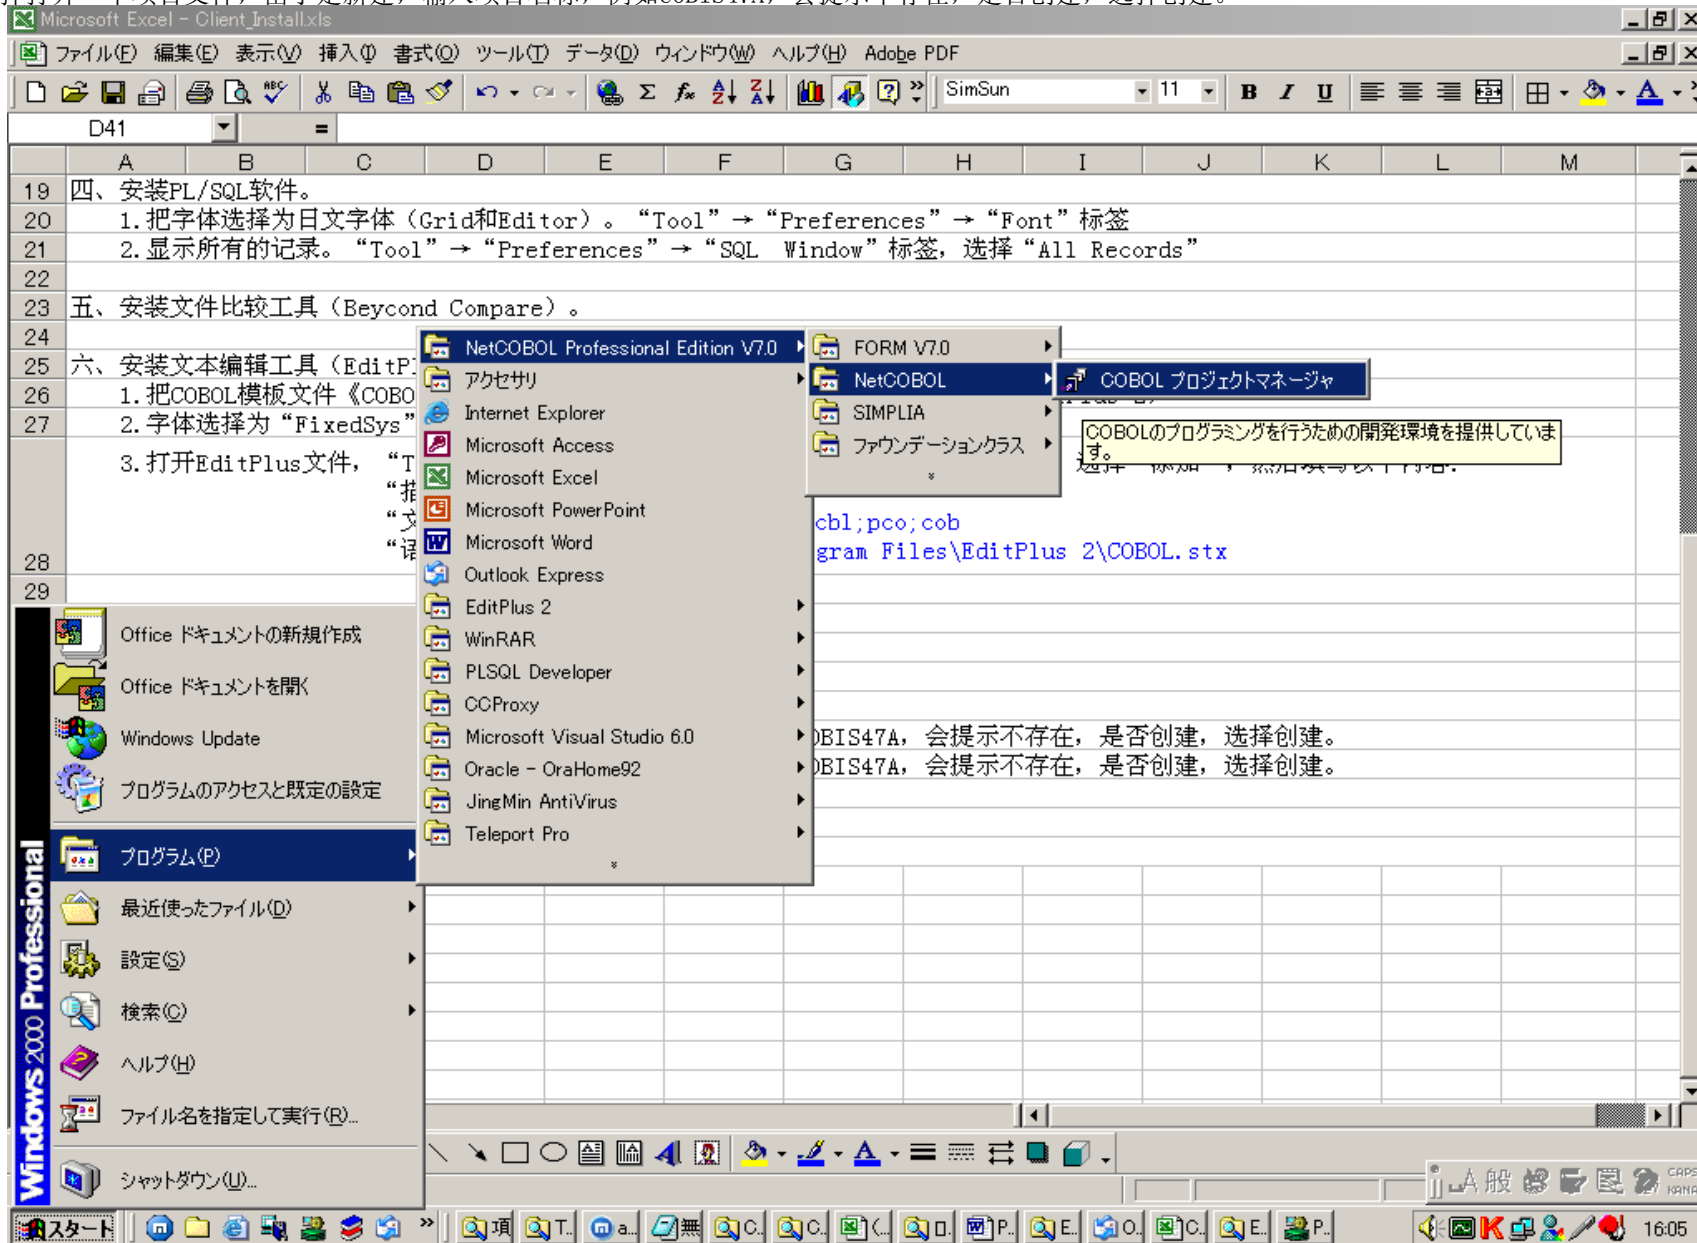 Microsoft Excel - Client_Install.xls
ファイル(F) 編集(E) 表示(V) 挿入(I) 書式(O) ツール(T) データ(D) ウィンドウ(W) ヘルプ(H) Adobe PDF
SimSun 11 B I U
D41 =
A B C D E F G H I J K L M
19 四、安装PL/SQL软件。
20 1.把字体选择为日文字体（Grid和Editor）。“Tool”→“Preferences”→“Font”标签
21 2.显示所有的记录。“Tool”→“Preferences”→“SQL Window”标签，选择“All Records”
22
23 五、安装文件比较工具（Beycond Compare）。
24
25 六、安装文本编辑工具（EditP
26 1.把COBOL模板文件《COBO
27 2.字体选择为“FixedSys”
3.打开EditPlus文件，“T
“描
“文
cbl;pco;cob
“语
gram Files\EditPlus 2\COBOL.stx
28
29
OBIS47A，会提示不存在，是否创建，选择创建。
OBIS47A，会提示不存在，是否创建，选择创建。
NetCOBOL Professional Edition V7.0
アクセサリ
Internet Explorer
Microsoft Access
Microsoft Excel
Microsoft PowerPoint
Microsoft Word
Outlook Express
EditPlus 2
WinRAR
PLSQL Developer
CCProxy
Microsoft Visual Studio 6.0
Oracle - OraHome92
JingMin AntiVirus
Teleport Pro
FORM V7.0
NetCOBOL
SIMPLIA
ファウンデーションクラス
COBOL プロジェクトマネージャ
COBOLのプログラミングを行うための開発環境を提供していま
す。
Office ドキュメントの新規作成
Office ドキュメントを開く
Windows Update
プログラムのアクセスと既定の設定
プログラム(P)
最近使ったファイル(D)
設定(S)
検索(C)
ヘルプ(H)
ファイル名を指定して実行(R)...
シャットダウン(U)...
Windows 2000 Professional
A 般 CAPS
KANA
スタート 項 T.. a.. 無 C.. C.. (.. ロ. P.. E.. O.. C.. E.. P.. 16:05